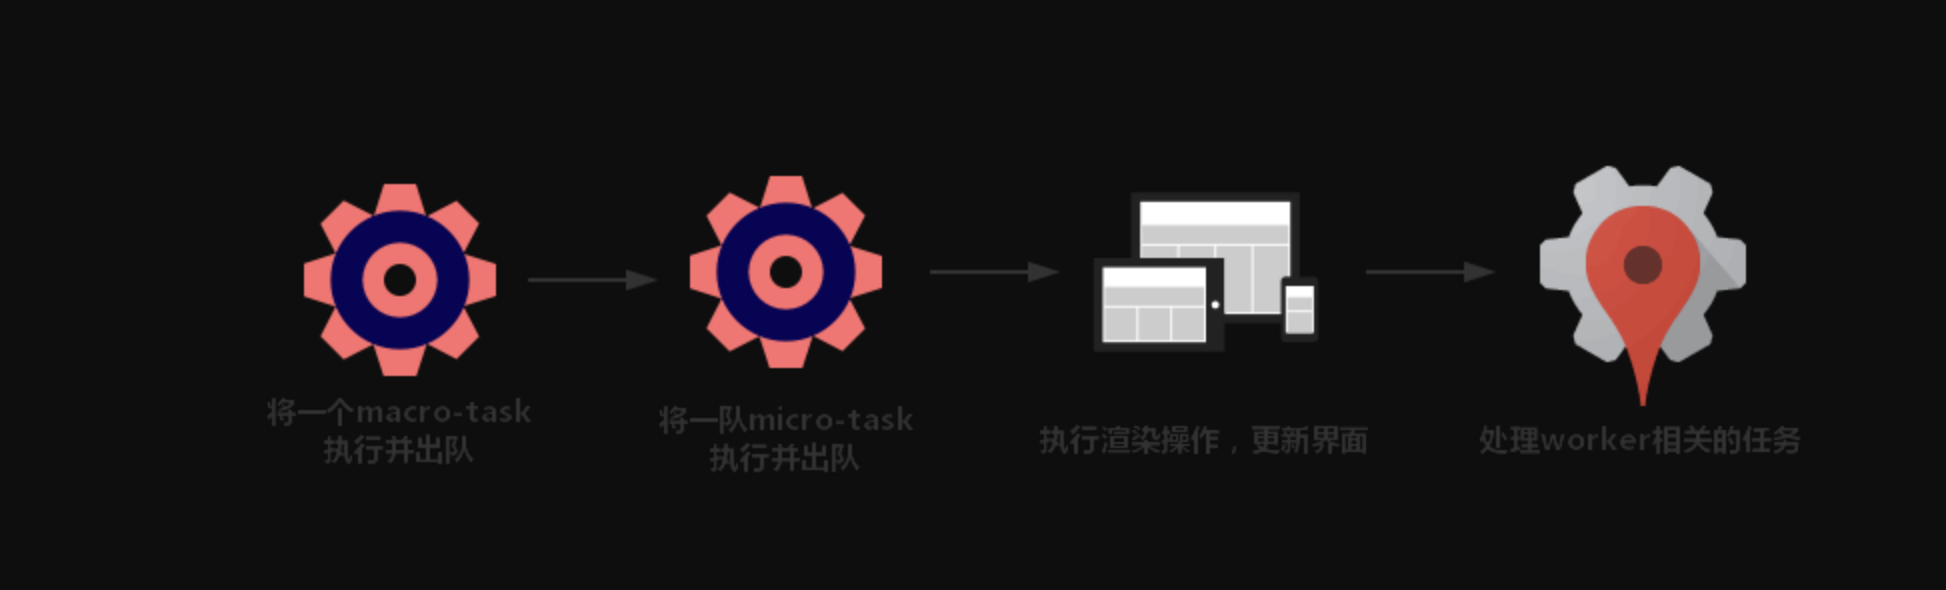 将一个macro-task
执行并出队
将一队micro-task
执行并出队
执行渲染操作，更新界面
处理worker相关的任务